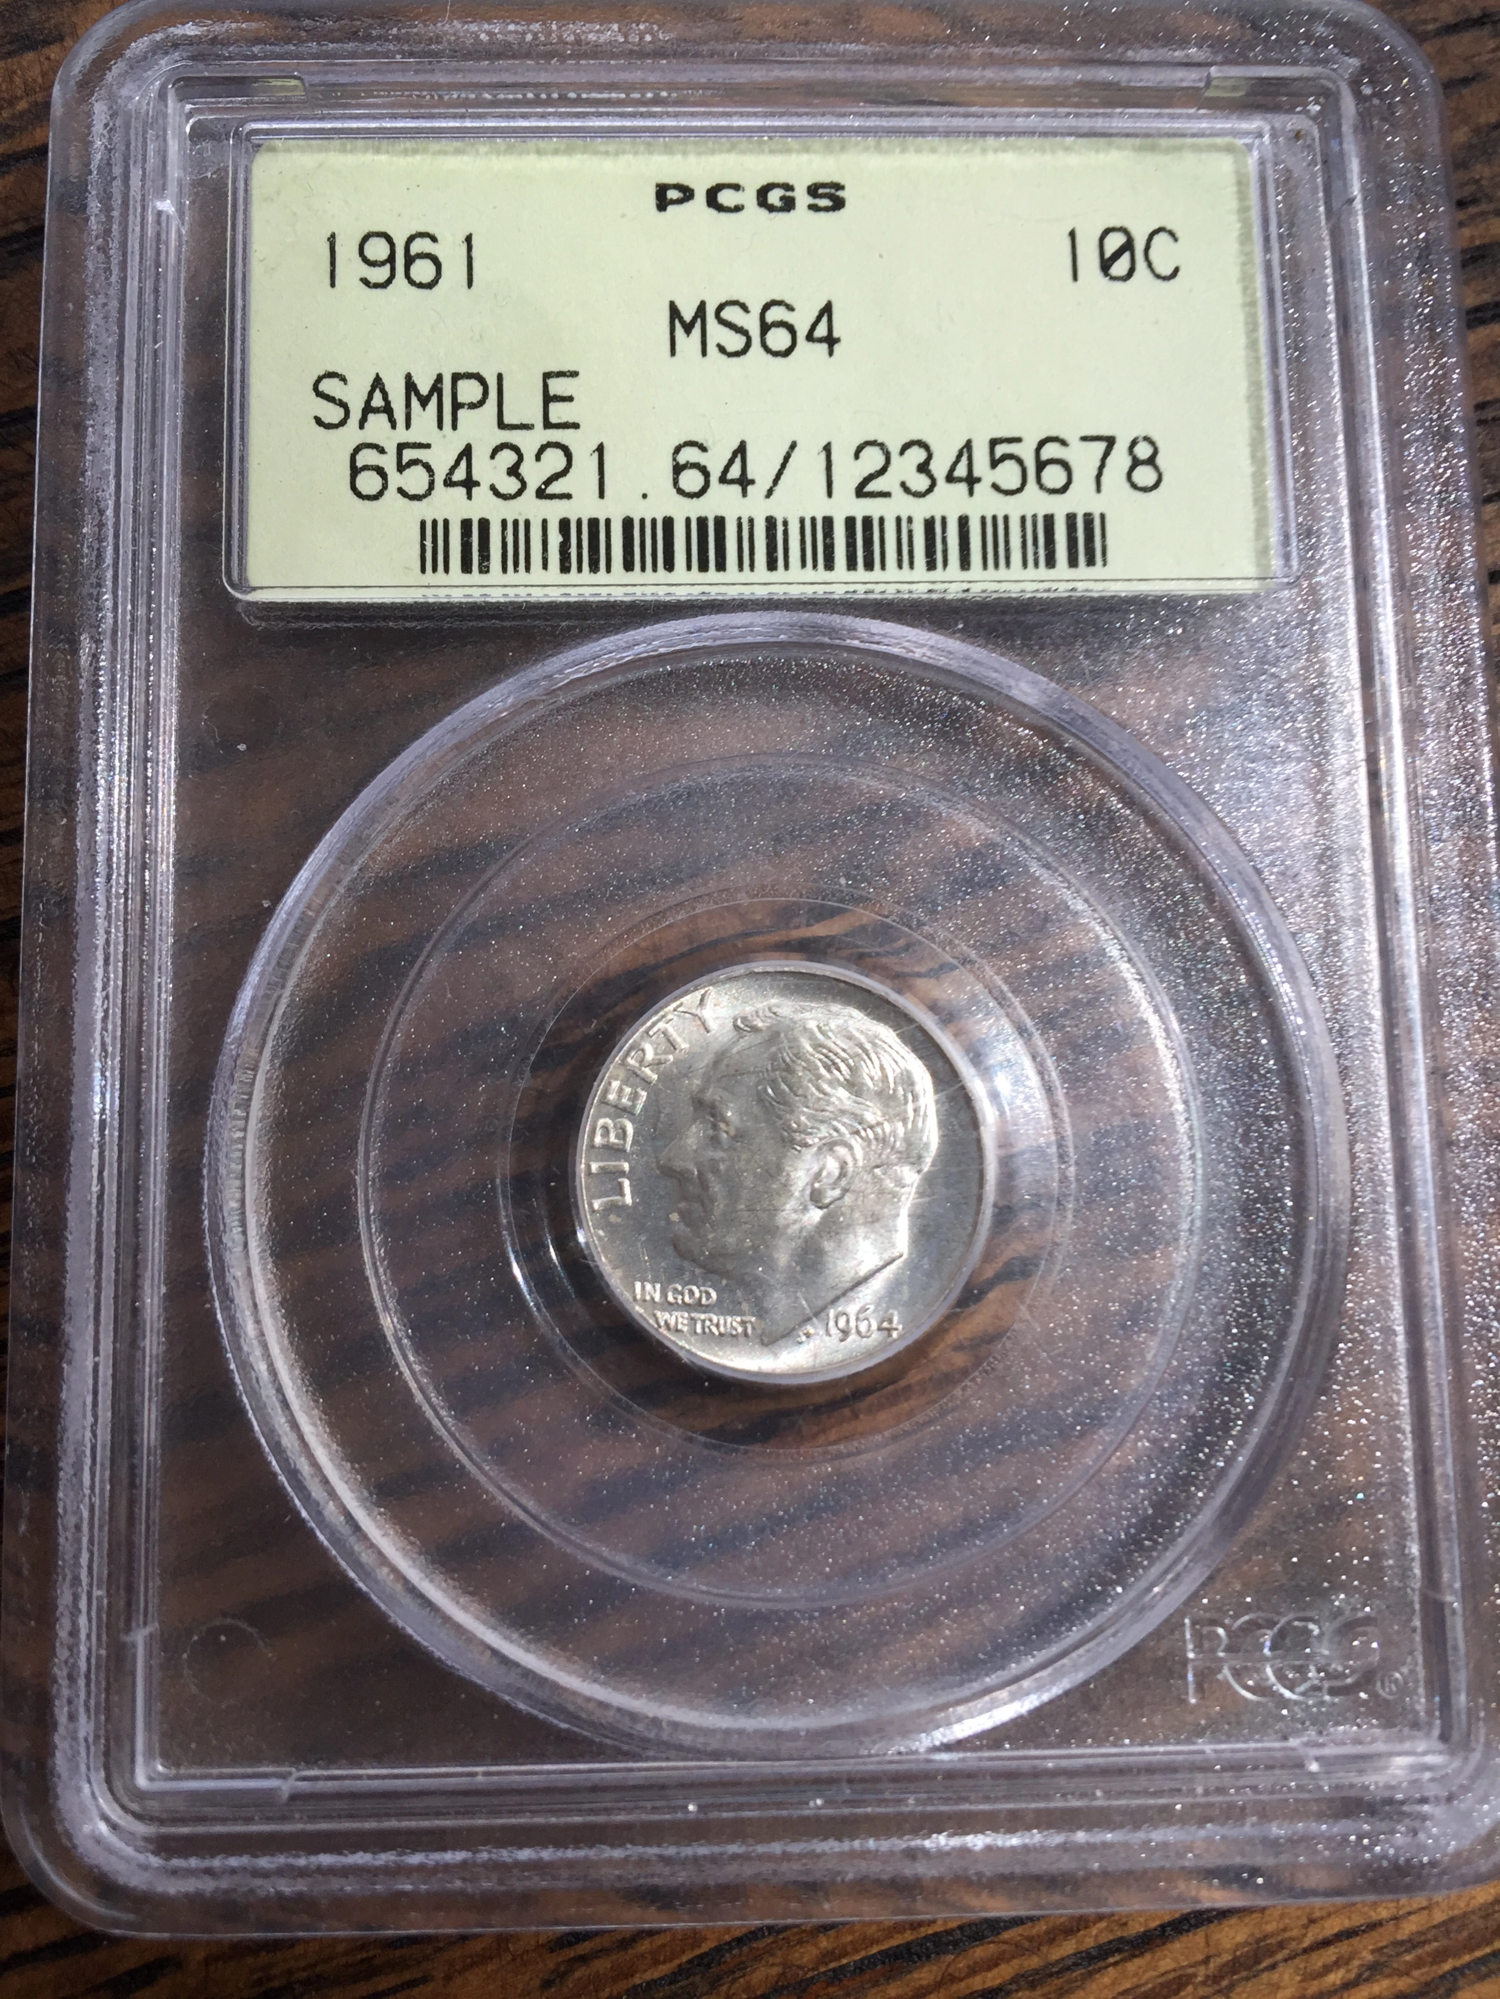 PCGS
1961 10C
MS64
SAMPLE
654321.64/12345678
LIBERTY
IN GOD
WE TRUST
1964
PCGS